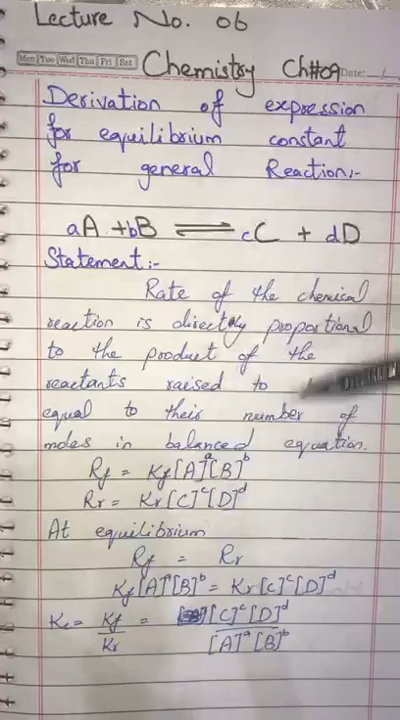 Lecture No. 06
Mon Tue Wed Thu Fri Sat Chemistry Ch#09 Date: __/__/
Derivation of expression
for equilibrium constant
for general Reaction:-
aA + bB ⇌ cC + dD
Statement:-
Rate of the chemical
reaction is directly proportional
to the product of the
reactants raised to
equal to their number of
moles in balanced equation.
Rf = Kf[A]ᵃ[B]ᵇ
Rr = Kr[C]ᶜ[D]ᵈ
At equilibrium
Rf = Rr
Kf[A]ᵃ[B]ᵇ = Kr[C]ᶜ[D]ᵈ
Kc = Kf/Kr = [C]ᶜ[D]ᵈ/[A]ᵃ[B]ᵇ